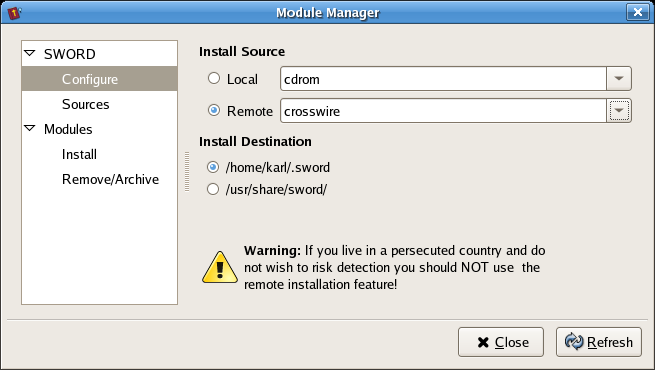 Module Manager
SWORD
Configure
Sources
Modules
Install
Remove/Archive
Install Source
Local
cdrom
Remote
crosswire
Install Destination
/home/karl/.sword
/usr/share/sword/
Warning: If you live in a persecuted country and do
not wish to risk detection you should NOT use the
remote installation feature!
Close
Refresh